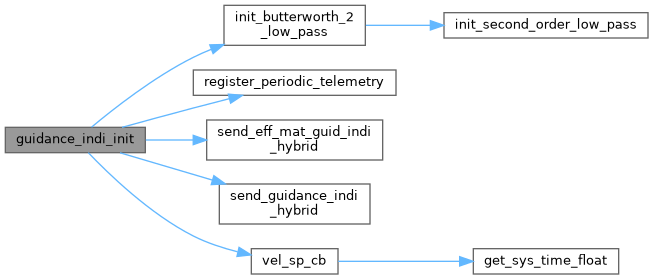 guidance_indi_init
init_butterworth_2
_low_pass
init_second_order_low_pass
register_periodic_telemetry
send_eff_mat_guid_indi
_hybrid
send_guidance_indi
_hybrid
vel_sp_cb
get_sys_time_float